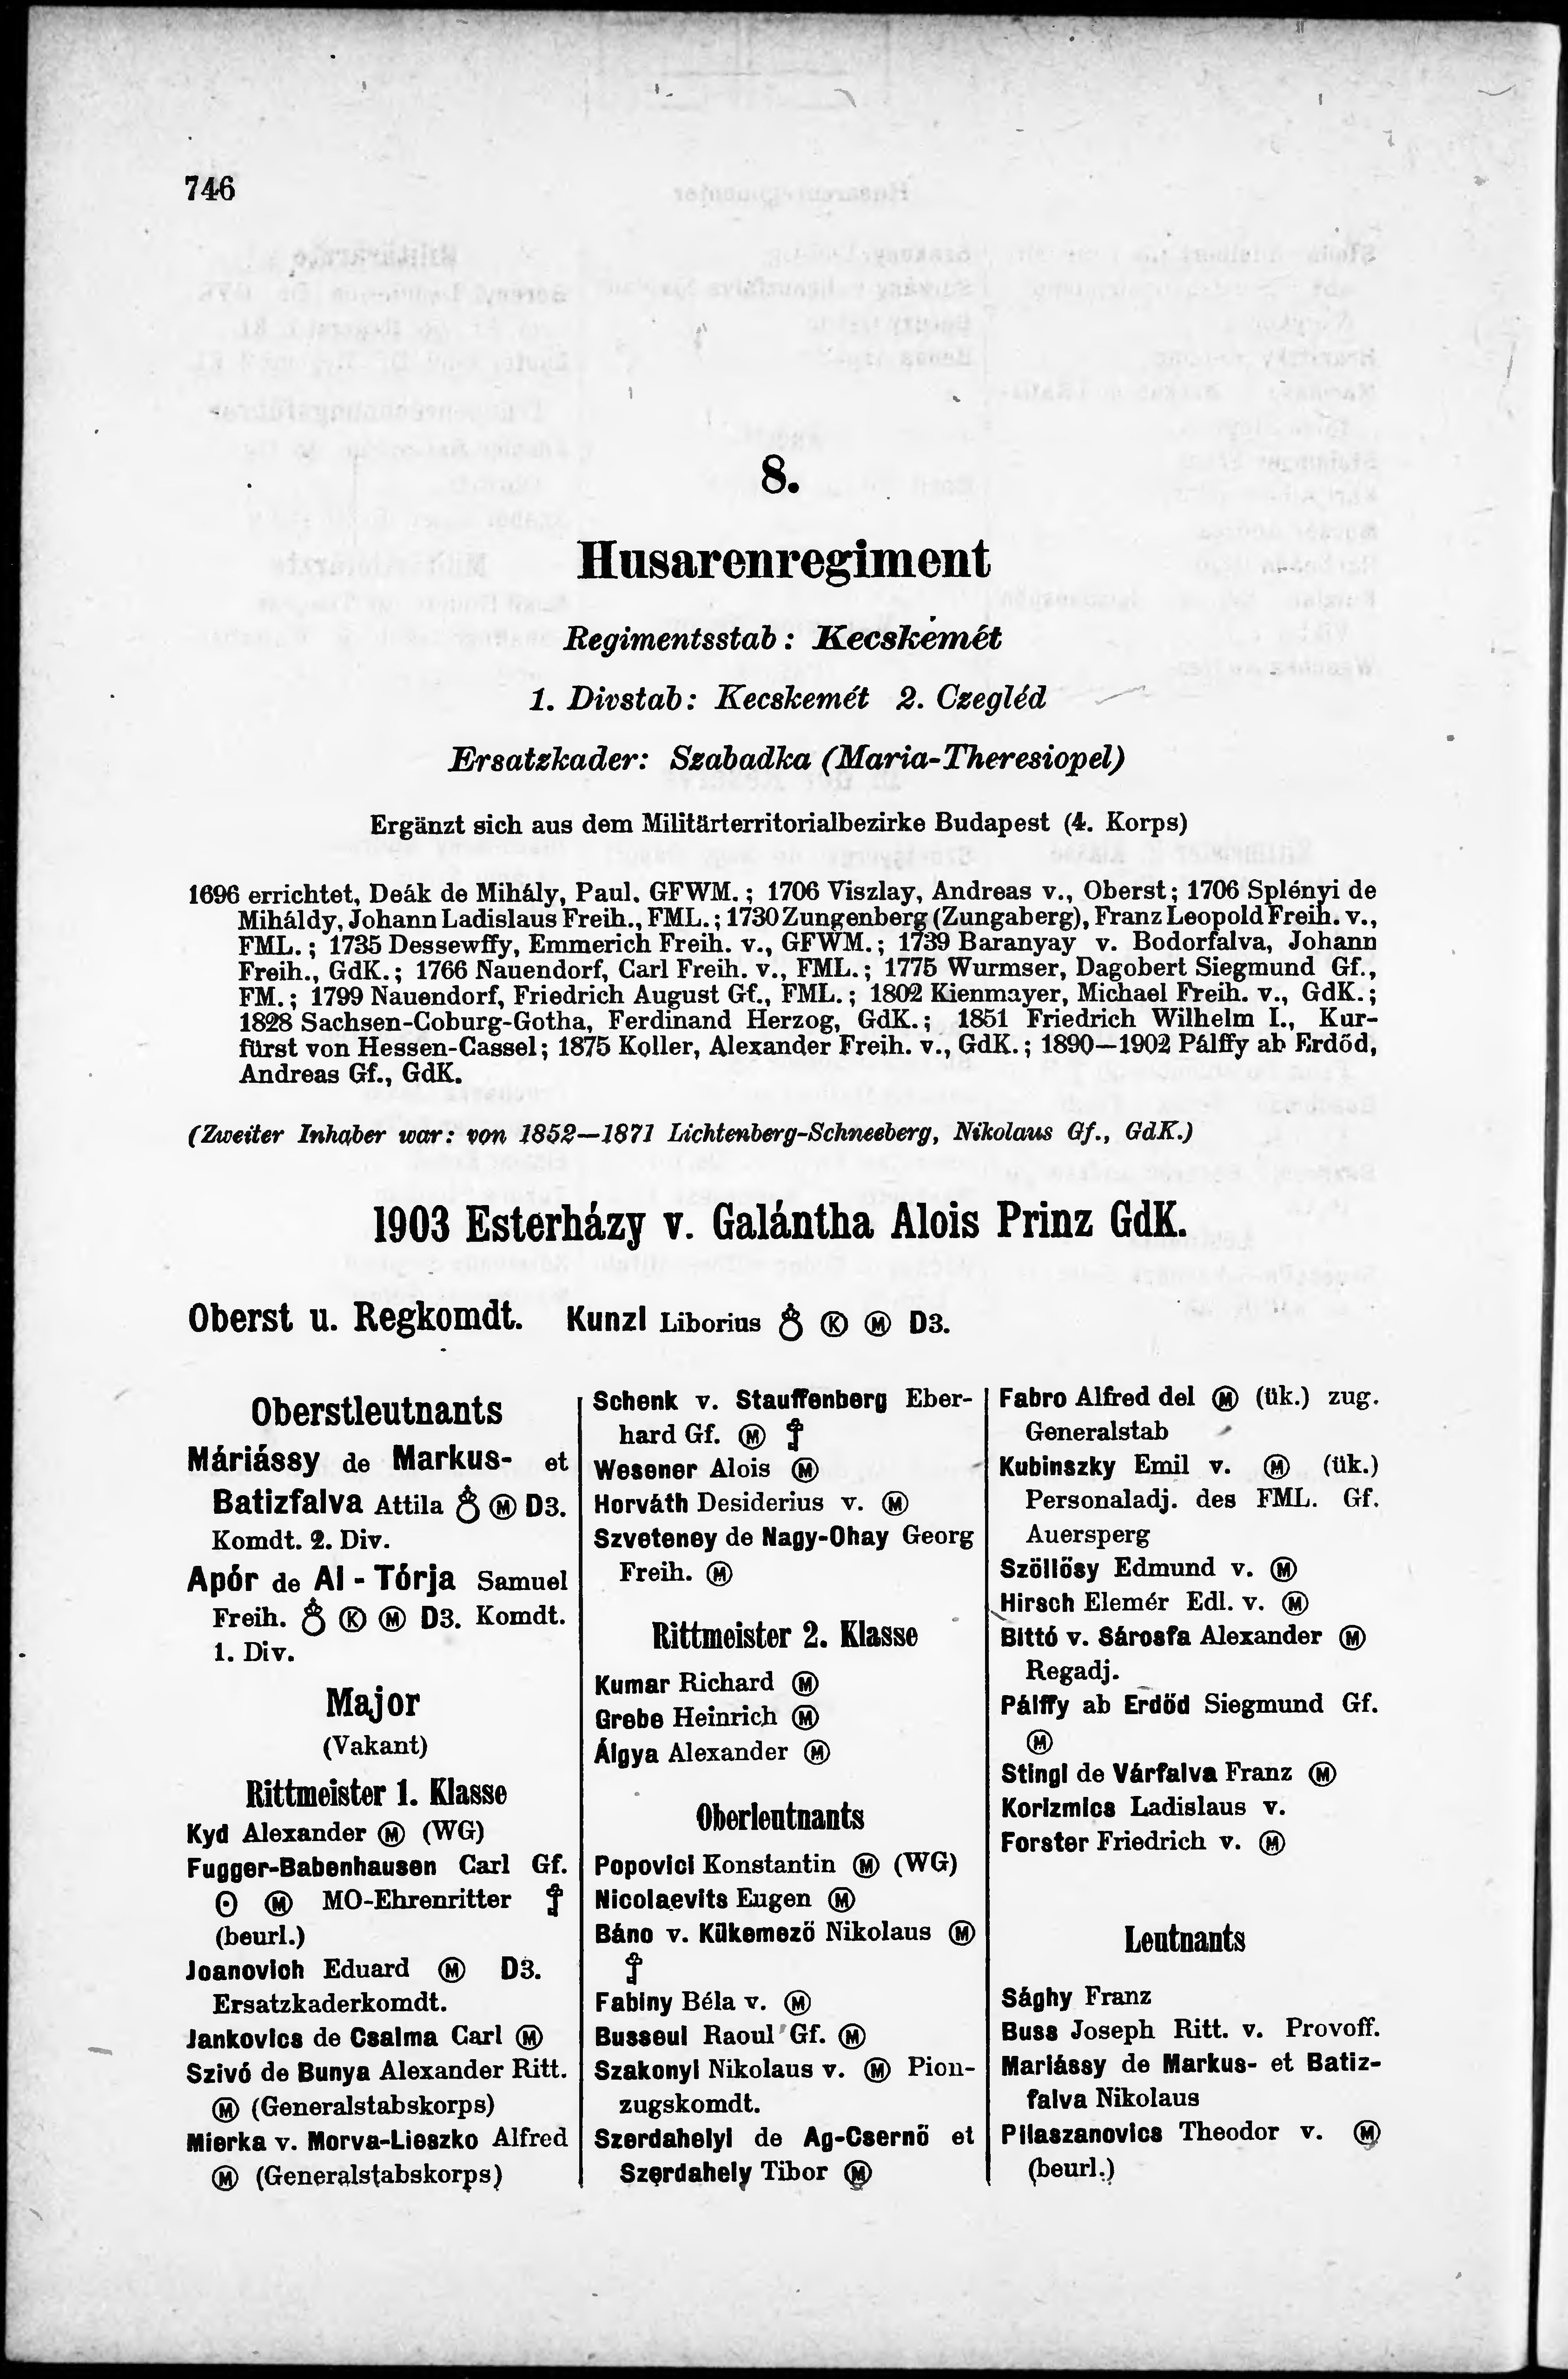 746
8.
Husarenregiment
Regimentsstab: Kecskemét
1. Divstab: Kecskemét 2. Czegléd
Ersatzkader: Szabadka (Maria-Theresiopel)
Ergänzt sich aus dem Militärterritorialbezirke Budapest (4. Korps)
1696 errichtet, Deák de Mihály, Paul. GFWM.; 1706 Viszlay, Andreas v., Oberst; 1706 Splényi de
Miháldy, Johann Ladislaus Freih., FML.; 1730 Zungenberg (Zungaberg), Franz Leopold Freih. v.,
FML.; 1735 Dessewffy, Emmerich Freih. v., GFWM.; 1739 Baranyay v. Bodorfalva, Johann
Freih., GdK.; 1766 Nauendorf, Carl Freih. v., FML.; 1775 Wurmser, Dagobert Siegmund Gf.,
FM.; 1799 Nauendorf, Friedrich August Gf., FML.; 1802 Kienmayer, Michael Freih. v., GdK.;
1828 Sachsen-Coburg-Gotha, Ferdinand Herzog, GdK.; 1851 Friedrich Wilhelm I., Kur-
fürst von Hessen-Cassel; 1875 Koller, Alexander Freih. v., GdK.; 1890—1902 Pálffy ab Erdöd,
Andreas Gf., GdK.
(Zweiter Inhaber war: von 1852—1871 Lichtenberg-Schneeberg, Nikolaus Gf., GdK.)
1903 Esterházy v. Galántha Alois Prinz GdK.
Oberst u. Regkomdt. Kunzl Liborius Ⓚ Ⓜ D3.
Oberstleutnants
Máriássy de Markus- et
Batizfalva Attila Ⓜ D3.
Komdt. 2. Div.
Apór de Al - Tórja Samuel
Freih. Ⓚ Ⓜ D3. Komdt.
1. Div.
Major
(Vakant)
Rittmeister 1. Klasse
Kyd Alexander Ⓜ (WG)
Fugger-Babenhausen Carl Gf.
⊙ Ⓜ MO-Ehrenritter
(beurl.)
Joanovich Eduard Ⓜ D3.
Ersatzkaderkomdt.
Jankovics de Csalma Carl Ⓜ
Szivó de Bunya Alexander Ritt.
Ⓜ (Generalstabskorps)
Mierka v. Morva-Lieszko Alfred
Ⓜ (Generalstabskorps)
Schenk v. Stauffenberg Eber-
hard Gf. Ⓜ
Wesener Alois Ⓜ
Horváth Desiderius v. Ⓜ
Szveteney de Nagy-Ohay Georg
Freih. Ⓜ
Rittmeister 2. Klasse
Kumar Richard Ⓜ
Grebe Heinrich Ⓜ
Álgya Alexander Ⓜ
Oberleutnants
Popovici Konstantin Ⓜ (WG)
Nicolaevits Eugen Ⓜ
Báno v. Kükemezö Nikolaus Ⓜ
Fabiny Béla v. Ⓜ
Busseul Raoul Gf. Ⓜ
Szakonyi Nikolaus v. Ⓜ Pion-
zugskomdt.
Szerdahelyi de Ag-Csernö et
Szerdahely Tibor Ⓜ
Fabro Alfred del Ⓜ (ük.) zug.
Generalstab
Kubinszky Emil v. Ⓜ (ük.)
Personaladj. des FML. Gf.
Auersperg
Szöllösy Edmund v. Ⓜ
Hirsch Elemér Edl. v. Ⓜ
Bittó v. Sárosfa Alexander Ⓜ
Regadj.
Pálffy ab Erdöd Siegmund Gf.
Ⓜ
Stingl de Várfalva Franz Ⓜ
Korizmics Ladislaus v.
Forster Friedrich v. Ⓜ
Leutnants
Sághy Franz
Buss Joseph Ritt. v. Provoff.
Mariássy de Markus- et Batiz-
falva Nikolaus
Pilaszanovics Theodor v. Ⓜ
(beurl.)